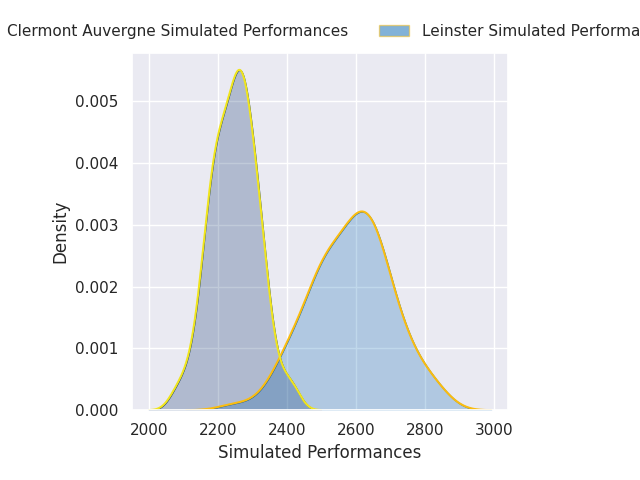 Clermont Auvergne Simulated Performances
Leinster Simulated Performa
0.005
0.004
0.003
0.002
0.001
0.000
Density
2000 2200 2400 2600 2800 3000
Simulated Performances